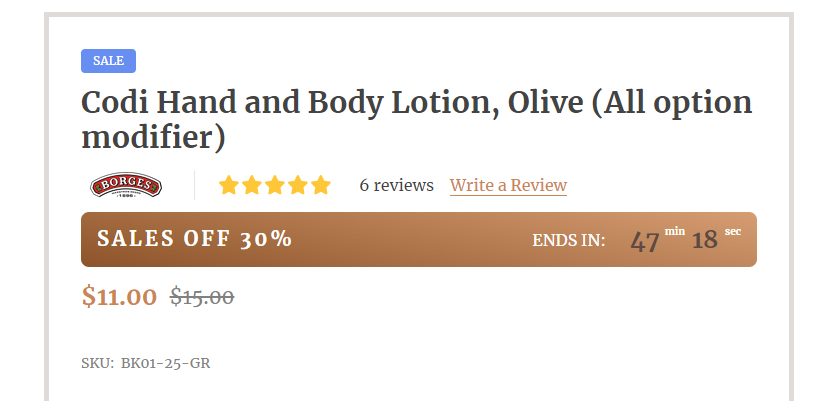 SALE
Codi Hand and Body Lotion, Olive (All option
modifier)
BORGES
1896
6 reviews Write a Review
SALES OFF 30% ENDS IN: 47 min 18 sec
$11.00 $15.00
SKU: BK01-25-GR